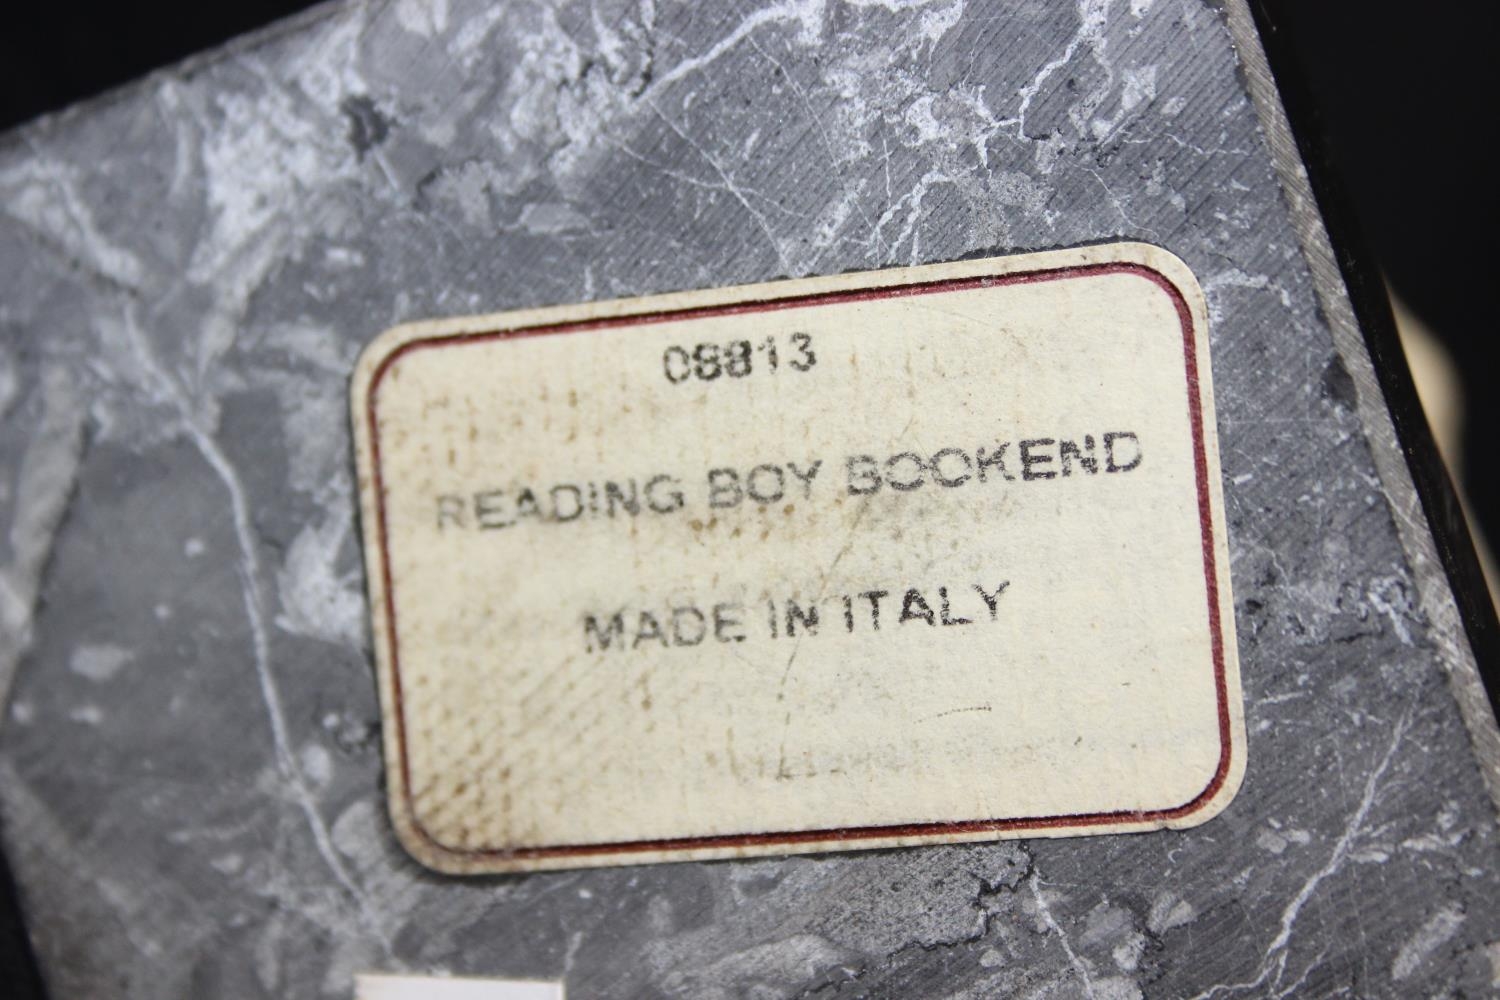 08813
READING BOY BOOKEND
MADE IN ITALY